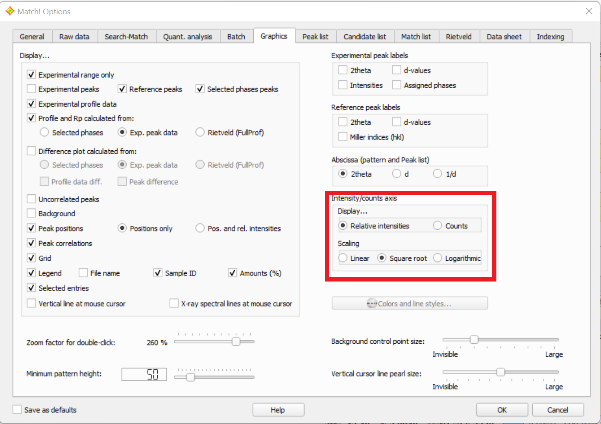 Match! Options
General Raw data Search-Match Quant. analysis Batch Graphics Peak list Candidate list Match list Rietveld Data sheet Indexing
Display...
Experimental range only
Experimental peaks Reference peaks Selected phases peaks
Experimental profile data
Profile and Rp calculated from:
Selected phases Exp. peak data Rietveld (FullProf)
Difference plot calculated from:
Selected phases Exp. peak data Rietveld (FullProf)
Profile data diff. Peak difference
Uncorrelated peaks
Background
Peak positions Positions only Pos. and rel. intensities
Peak correlations
Grid
Legend File name Sample ID Amounts (%)
Selected entries
Vertical line at mouse cursor X-ray spectral lines at mouse cursor
Zoom factor for double-click: 260 %
Minimum pattern height: 50
Experimental peak labels
2theta d-values
Intensities Assigned phases
Reference peak labels
2theta d-values
Miller indices (hkl)
Abscissa (pattern and Peak list)
2theta d 1/d
Intensity/counts axis
Display...
Relative intensities Counts
Scaling
Linear Square root Logarithmic
Colors and line styles...
Background control point size:
Invisible Large
Vertical cursor line pearl size:
Invisible Large
Save as defaults Help OK Cancel